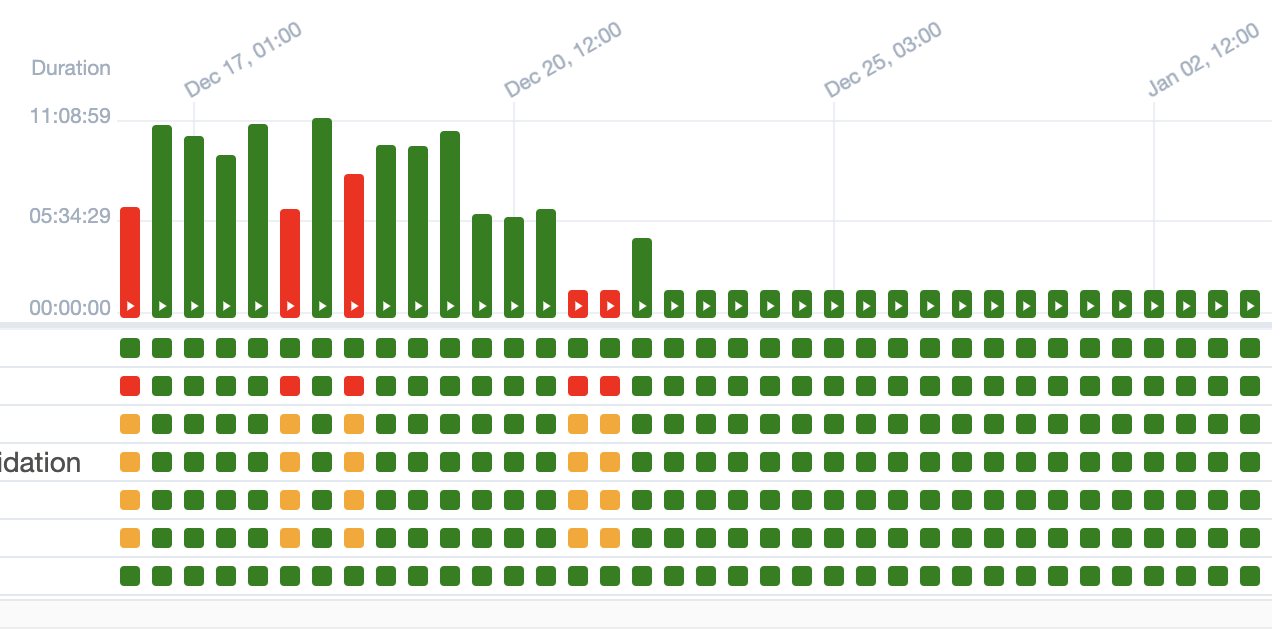 Dec 17, 01:00
Dec 20, 12:00
Dec 25, 03:00
Jan 02, 12:00
Duration
11:08:59
05:34:29
00:00:00
idation